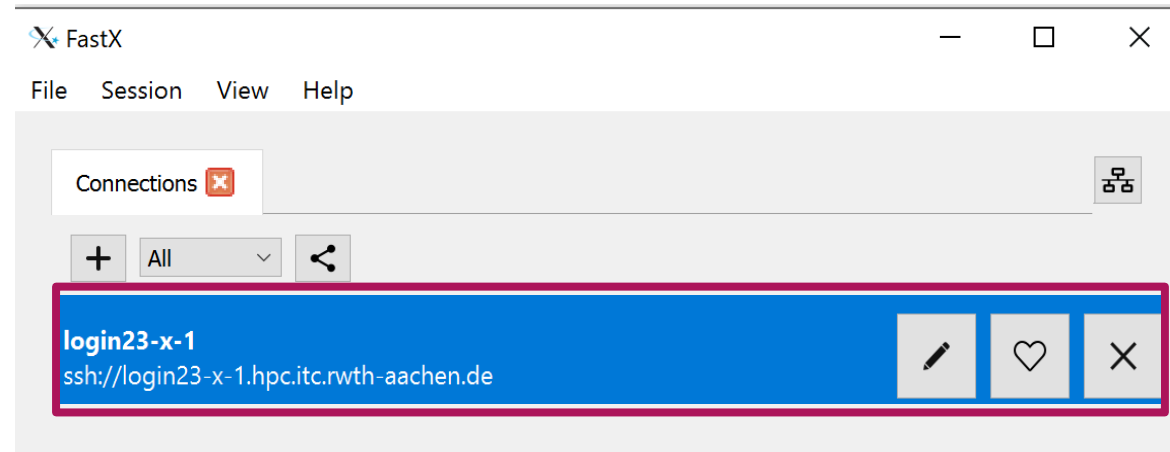 FastX
File Session View Help
Connections
All
login23-x-1
ssh://login23-x-1.hpc.itc.rwth-aachen.de